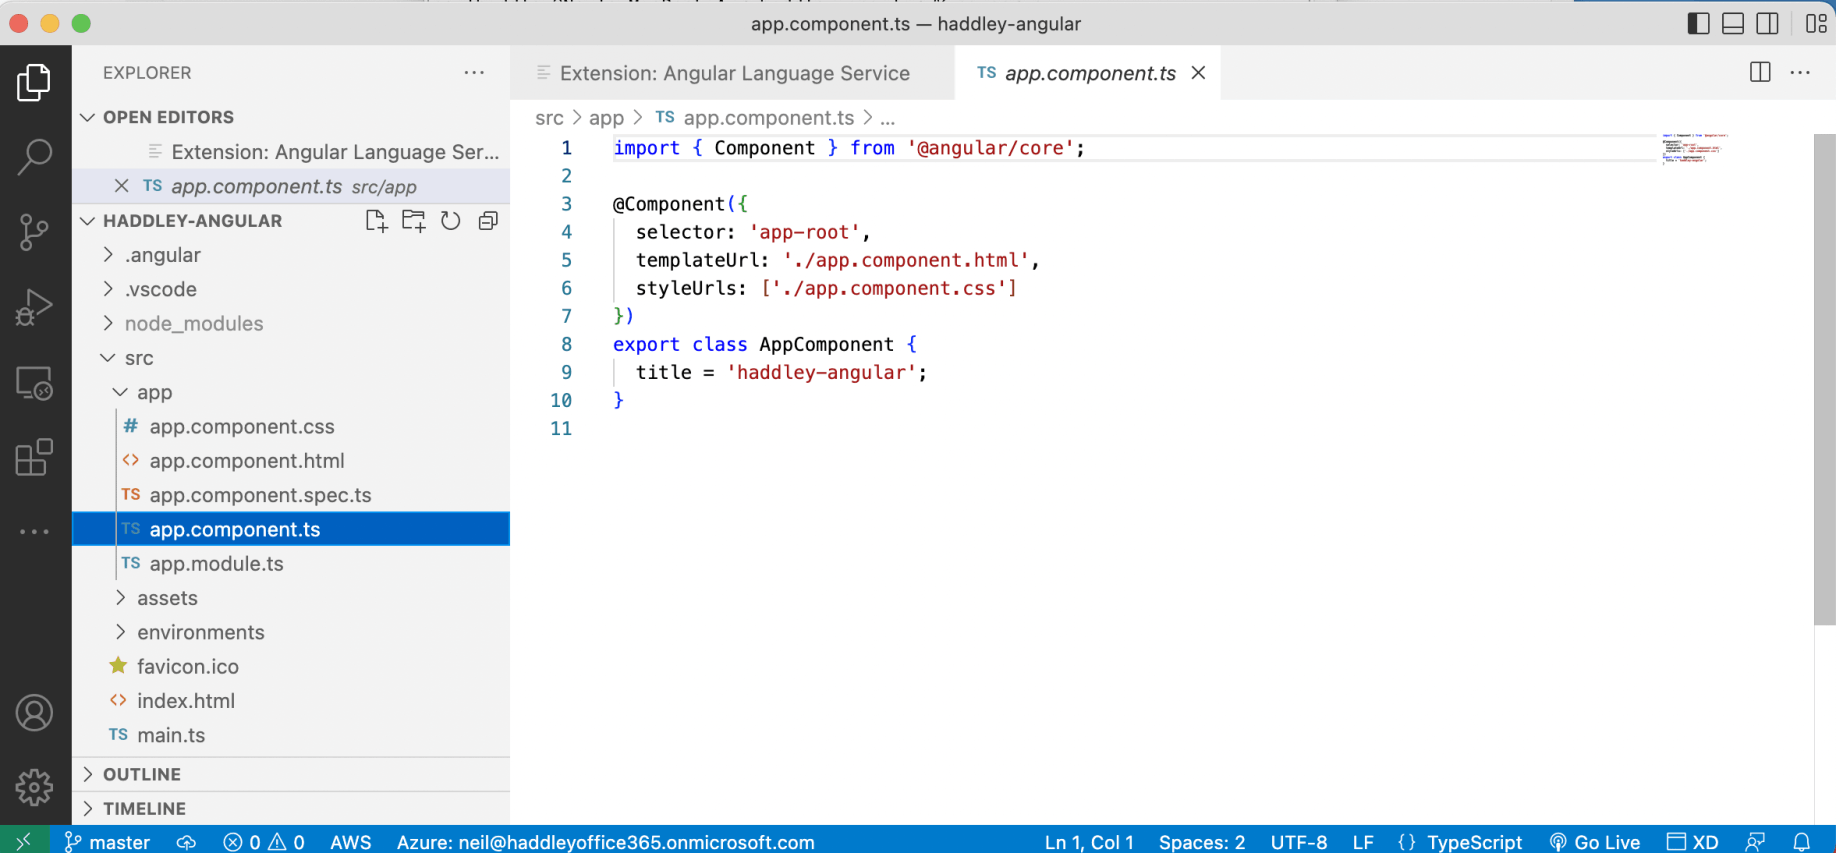 app.component.ts — haddley-angular
EXPLORER
OPEN EDITORS
Extension: Angular Language Ser...
TS app.component.ts src/app
HADDLEY-ANGULAR
.angular
.vscode
node_modules
src
app
# app.component.css
<> app.component.html
TS app.component.spec.ts
TS app.component.ts
TS app.module.ts
assets
environments
favicon.ico
<> index.html
TS main.ts
OUTLINE
TIMELINE
Extension: Angular Language Service
TS app.component.ts
src > app > TS app.component.ts > ...
1 import { Component } from '@angular/core';
2
3 @Component({
4 selector: 'app-root',
5 templateUrl: './app.component.html',
6 styleUrls: ['./app.component.css']
7 })
8 export class AppComponent {
9 title = 'haddley-angular';
10 }
11
master 0 0 AWS Azure: neil@haddleyoffice365.onmicrosoft.com Ln 1, Col 1 Spaces: 2 UTF-8 LF {} TypeScript Go Live XD